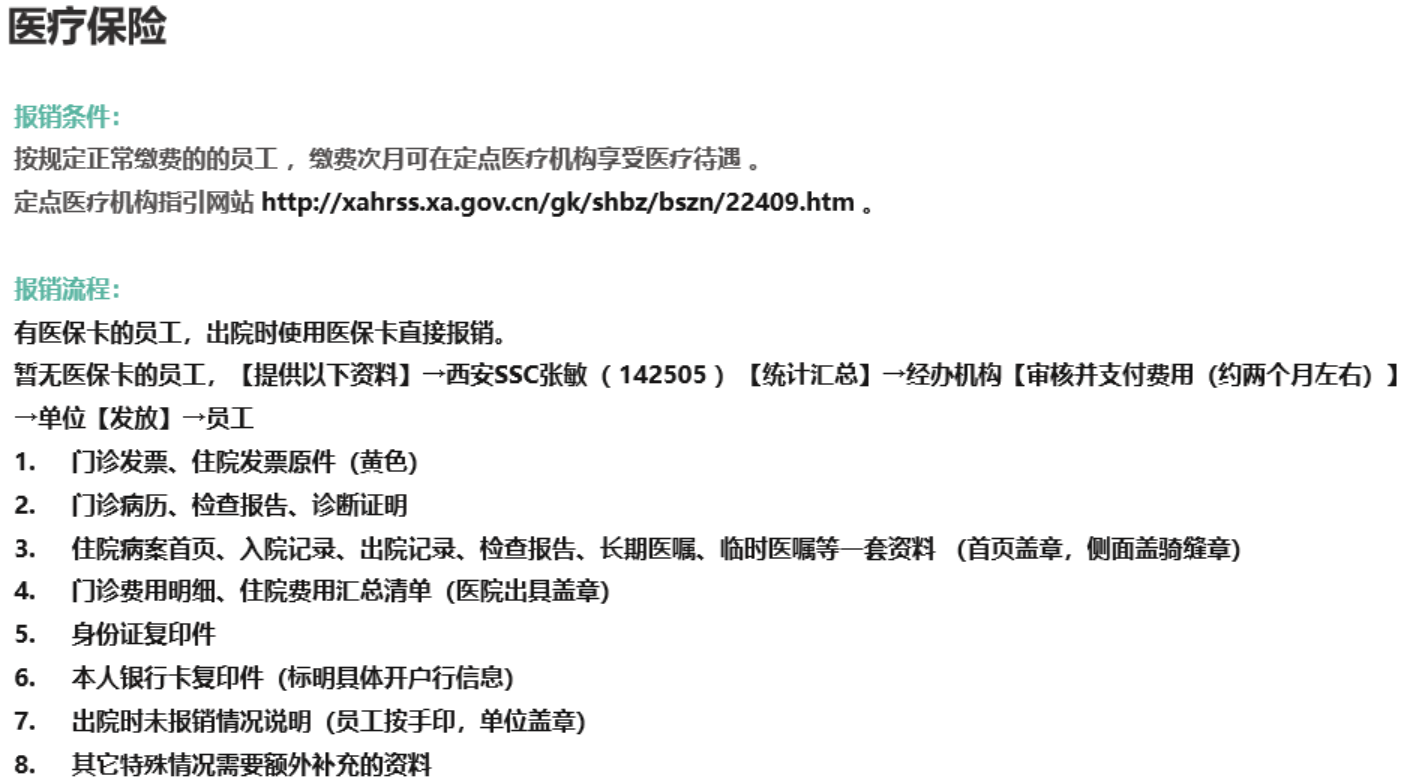 医疗保险
报销条件：
按规定正常缴费的的员工 ，缴费次月可在定点医疗机构享受医疗待遇 。
定点医疗机构指引网站 http://xahrss.xa.gov.cn/gk/shbz/bszn/22409.htm 。
报销流程：
有医保卡的员工，出院时使用医保卡直接报销。
暂无医保卡的员工，【提供以下资料】→西安SSC张敏（142505）【统计汇总】→经办机构【审核并支付费用（约两个月左右）】
→单位【发放】→员工
1. 门诊发票、住院发票原件（黄色）
2. 门诊病历、检查报告、诊断证明
3. 住院病案首页、入院记录、出院记录、检查报告、长期医嘱、临时医嘱等一套资料 （首页盖章，侧面盖骑缝章）
4. 门诊费用明细、住院费用汇总清单（医院出具盖章）
5. 身份证复印件
6. 本人银行卡复印件（标明具体开户行信息）
7. 出院时未报销情况说明（员工按手印，单位盖章）
8. 其它特殊情况需要额外补充的资料